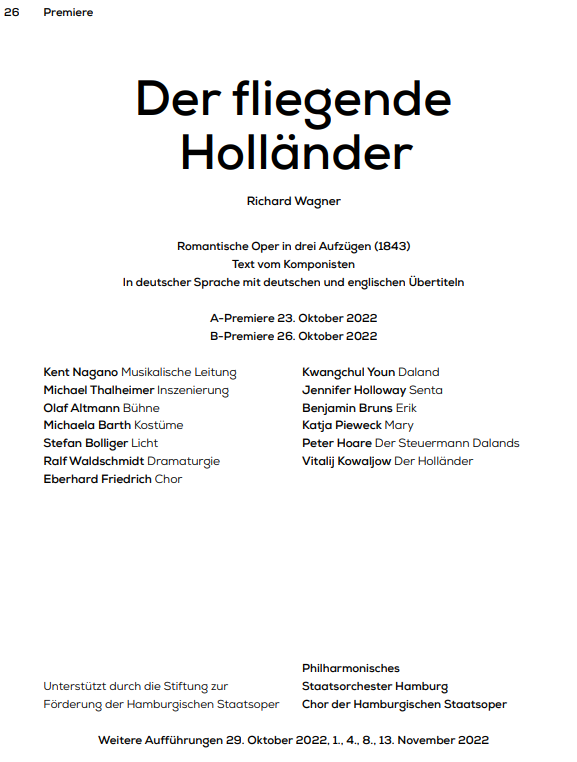 26 Premiere
Der fliegende
Holländer
Richard Wagner
Romantische Oper in drei Aufzügen (1843)
Text vom Komponisten
In deutscher Sprache mit deutschen und englischen Übertiteln
A-Premiere 23. Oktober 2022
B-Premiere 26. Oktober 2022
Kent Nagano Musikalische Leitung
Michael Thalheimer Inszenierung
Olaf Altmann Bühne
Michaela Barth Kostüme
Stefan Bolliger Licht
Ralf Waldschmidt Dramaturgie
Eberhard Friedrich Chor
Kwangchul Youn Daland
Jennifer Holloway Senta
Benjamin Bruns Erik
Katja Pieweck Mary
Peter Hoare Der Steuermann Dalands
Vitalij Kowaljow Der Holländer
Unterstützt durch die Stiftung zur
Förderung der Hamburgischen Staatsoper
Philharmonisches
Staatsorchester Hamburg
Chor der Hamburgischen Staatsoper
Weitere Aufführungen 29. Oktober 2022, 1., 4., 8., 13. November 2022